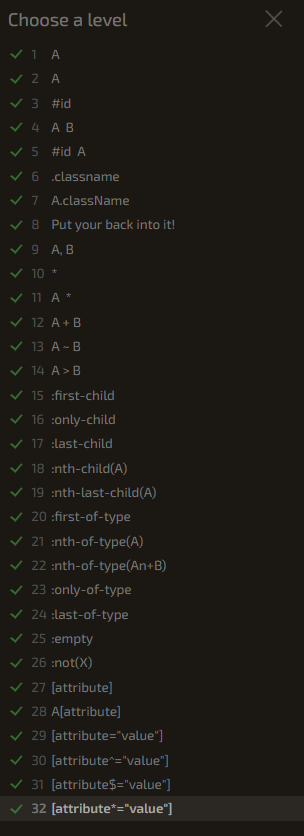 Choose a level
1 A
2 A
3 #id
4 A  B
5 #id  A
6 .classname
7 A.className
8 Put your back into it!
9 A, B
10 *
11 A  *
12 A + B
13 A ~ B
14 A > B
15 :first-child
16 :only-child
17 :last-child
18 :nth-child(A)
19 :nth-last-child(A)
20 :first-of-type
21 :nth-of-type(A)
22 :nth-of-type(An+B)
23 :only-of-type
24 :last-of-type
25 :empty
26 :not(X)
27 [attribute]
28 A[attribute]
29 [attribute="value"]
30 [attribute^="value"]
31 [attribute$="value"]
32 [attribute*="value"]